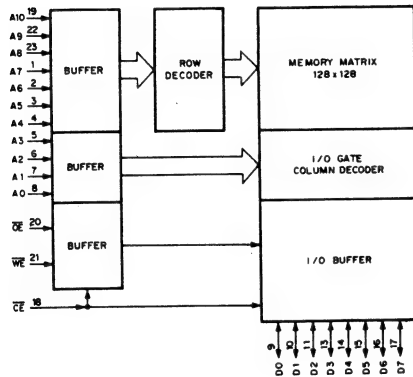 A10 19
A9 22
A8 23
A7 1
A6 2
A5 3
A4 4
A3 5
A2 6
A1 7
A0 8
OE 20
WE 21
CE 18
BUFFER
BUFFER
BUFFER
ROW
DECODER
MEMORY MATRIX
128 x 128
I/O GATE
COLUMN DECODER
I/O BUFFER
9 10 11 13 14 15 16 17
D0 D1 D2 D3 D4 D5 D6 D7